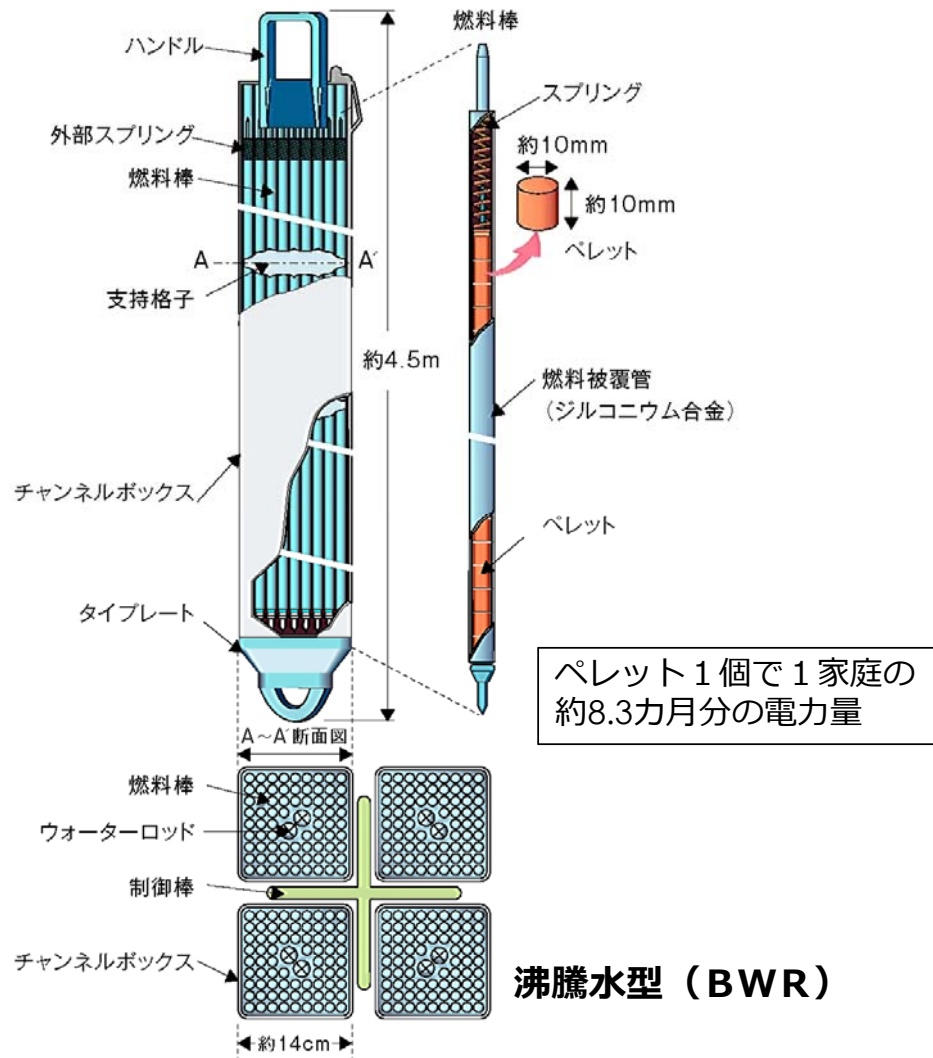 燃料棒
ハンドル
スプリング
約10mm
約10mm
ペレット
外部スプリング
燃料棒
A
A´
支持格子
約4.5m
燃料被覆管
(ジルコニウム合金)
チャンネルボックス
ペレット
タイプレート
ペレット1個で1家庭の
約8.3カ月分の電力量
A～A´断面図
燃料棒
ウォーターロッド
制御棒
チャンネルボックス
沸騰水型（BWR）
約14cm